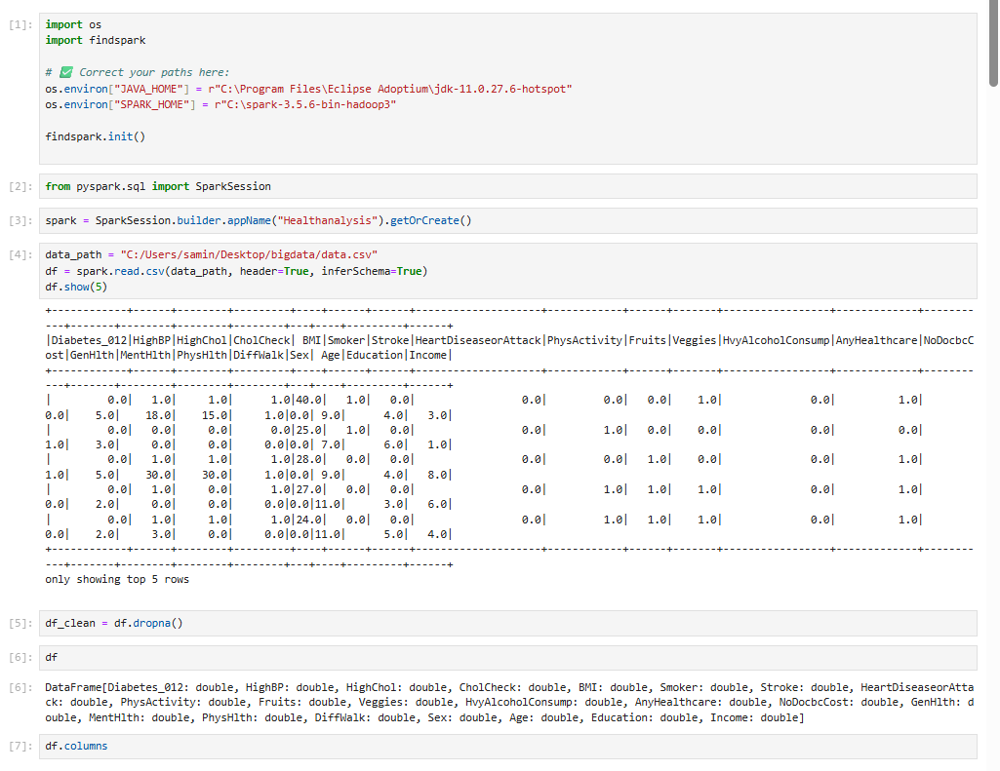 [1]: import os
import findspark
# ✅ Correct your paths here:
os.environ["JAVA_HOME"] = r"C:\Program Files\Eclipse Adoptium\jdk-11.0.27.6-hotspot"
os.environ["SPARK_HOME"] = r"C:\spark-3.5.6-bin-hadoop3"
findspark.init()
[2]: from pyspark.sql import SparkSession
[3]: spark = SparkSession.builder.appName("Healthanalysis").getOrCreate()
[4]: data_path = "C:/Users/samin/Desktop/bigdata/data.csv"
df = spark.read.csv(data_path, header=True, inferSchema=True)
df.show(5)
+------------+------+--------+---------+----+------+------+--------------------+------------+------+-------+-----------------+-------------+--------
---+-------+--------+--------+--------+---+----+---------+------+
|Diabetes_012|HighBP|HighChol|CholCheck| BMI|Smoker|Stroke|HeartDiseaseorAttack|PhysActivity|Fruits|Veggies|HvyAlcoholConsump|AnyHealthcare|NoDocbcC
ost|GenHlth|MentHlth|PhysHlth|DiffWalk|Sex| Age|Education|Income|
+------------+------+--------+---------+----+------+------+--------------------+------------+------+-------+-----------------+-------------+--------
---+-------+--------+--------+--------+---+----+---------+------+
|         0.0|   1.0|     1.0|      1.0|40.0|   1.0|   0.0|                 0.0|         0.0|   0.0|    1.0|              0.0|          1.0|
0.0|    5.0|    18.0|    15.0|     1.0|0.0| 9.0|      4.0|   3.0|
|         0.0|   0.0|     0.0|      0.0|25.0|   1.0|   0.0|                 0.0|         1.0|   0.0|    0.0|              0.0|          0.0|
1.0|    3.0|     0.0|     0.0|     0.0|0.0| 7.0|      6.0|   1.0|
|         0.0|   1.0|     1.0|      1.0|28.0|   0.0|   0.0|                 0.0|         0.0|   1.0|    0.0|              0.0|          1.0|
1.0|    5.0|    30.0|    30.0|     1.0|0.0| 9.0|      4.0|   8.0|
|         0.0|   1.0|     0.0|      1.0|27.0|   0.0|   0.0|                 0.0|         1.0|   1.0|    1.0|              0.0|          1.0|
0.0|    2.0|     0.0|     0.0|     0.0|0.0|11.0|      3.0|   6.0|
|         0.0|   1.0|     1.0|      1.0|24.0|   0.0|   0.0|                 0.0|         1.0|   1.0|    1.0|              0.0|          1.0|
0.0|    2.0|     3.0|     0.0|     0.0|0.0|11.0|      5.0|   4.0|
+------------+------+--------+---------+----+------+------+--------------------+------------+------+-------+-----------------+-------------+--------
---+-------+--------+--------+--------+---+----+---------+------+
only showing top 5 rows
[5]: df_clean = df.dropna()
[6]: df
[6]: DataFrame[Diabetes_012: double, HighBP: double, HighChol: double, CholCheck: double, BMI: double, Smoker: double, Stroke: double, HeartDiseaseorAtta
ck: double, PhysActivity: double, Fruits: double, Veggies: double, HvyAlcoholConsump: double, AnyHealthcare: double, NoDocbcCost: double, GenHlth: d
ouble, MentHlth: double, PhysHlth: double, DiffWalk: double, Sex: double, Age: double, Education: double, Income: double]
[7]: df.columns